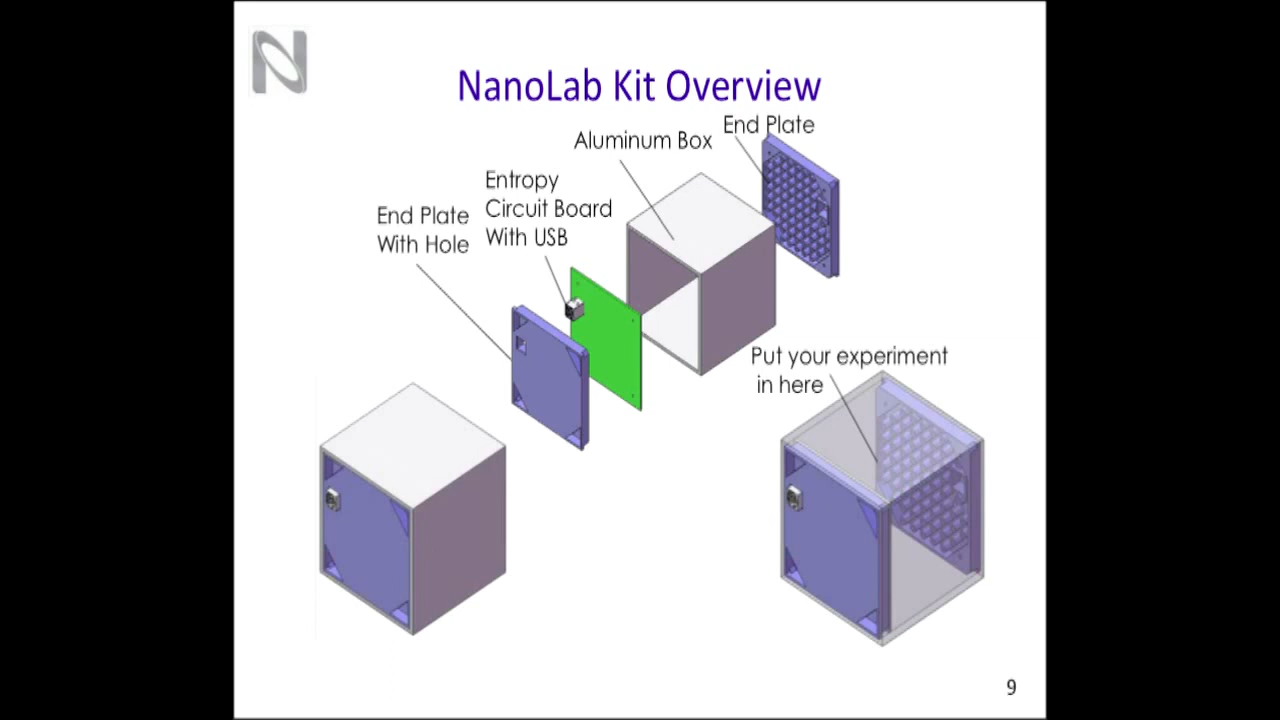 N
NanoLab Kit Overview
End Plate
Aluminum Box
Entropy
Circuit Board
With USB
End Plate
With Hole
Put your experiment
in here
9